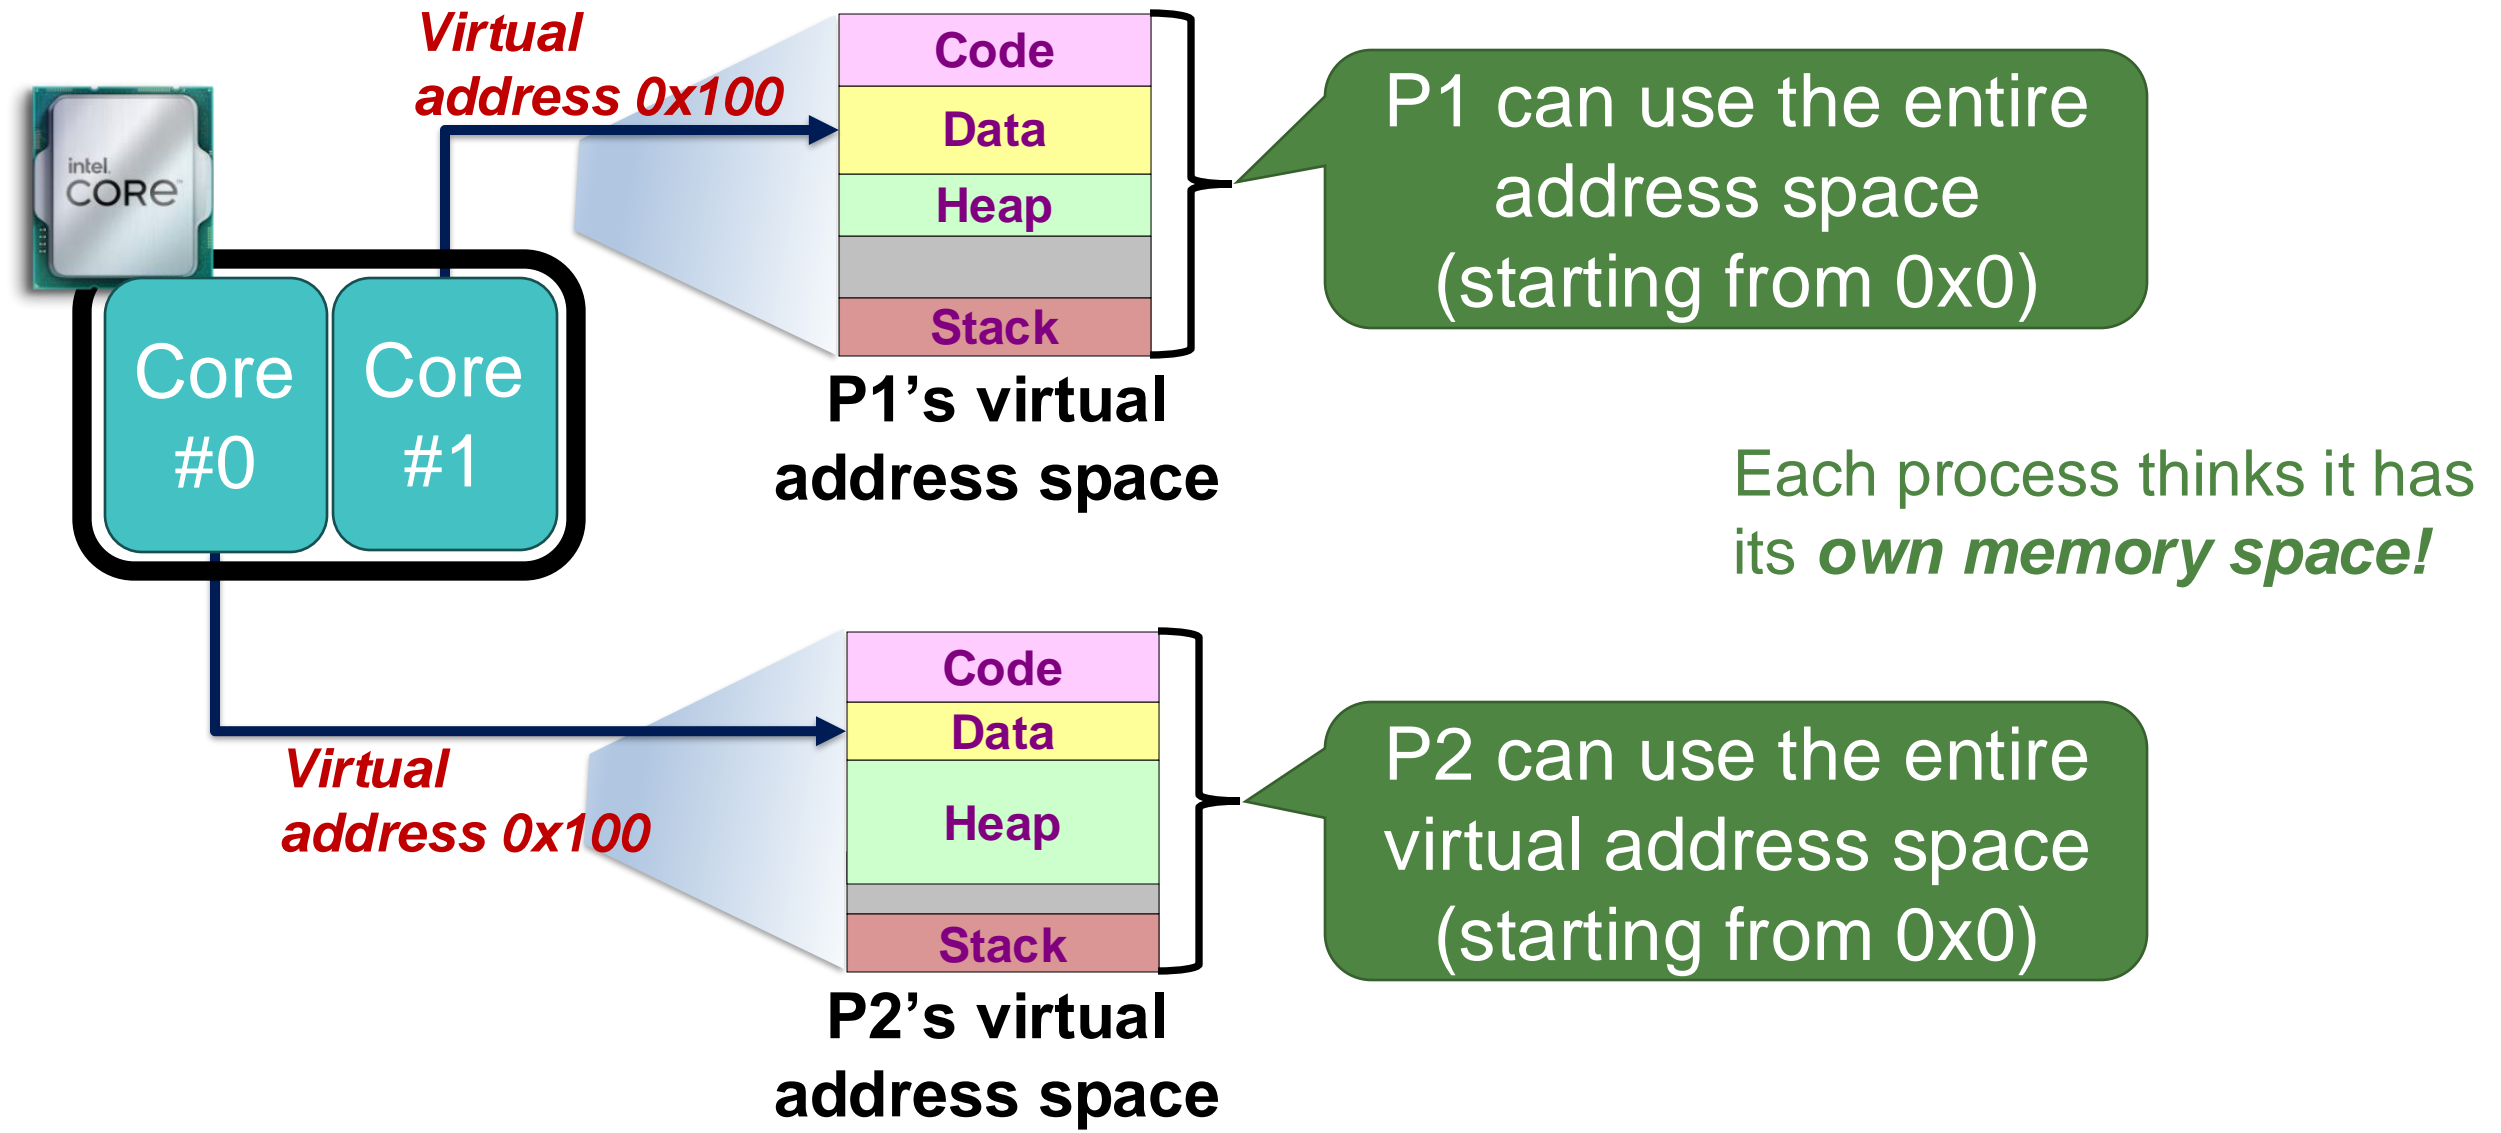 Virtual
address 0x100
intel.
CORE™
Core
#0
Core
#1
Code
Data
Heap
Stack
P1’s virtual
address space
P1 can use the entire
address space
(starting from 0x0)
Each process thinks it has
its own memory space!
Virtual
address 0x100
Code
Data
Heap
Stack
P2’s virtual
address space
P2 can use the entire
virtual address space
(starting from 0x0)